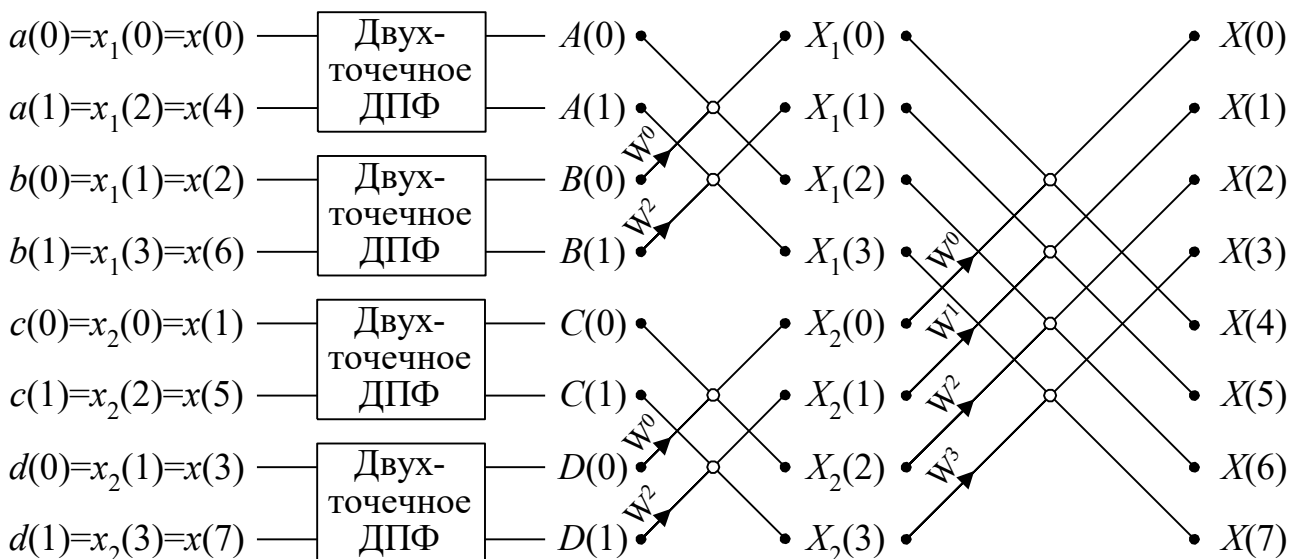 a(0)=x₁(0)=x(0) Двух- A(0) X₁(0) X(0)
точечное
a(1)=x₁(2)=x(4) ДПФ A(1) X₁(1) X(1)
W⁰
b(0)=x₁(1)=x(2) Двух- B(0) X₁(2) X(2)
точечное W²
b(1)=x₁(3)=x(6) ДПФ B(1) X₁(3) W⁰ X(3)
c(0)=x₂(0)=x(1) Двух- C(0) X₂(0) W¹ X(4)
точечное
c(1)=x₂(2)=x(5) ДПФ C(1) X₂(1) W² X(5)
W⁰
d(0)=x₂(1)=x(3) Двух- D(0) X₂(2) W³ X(6)
точечное W²
d(1)=x₂(3)=x(7) ДПФ D(1) X₂(3) X(7)